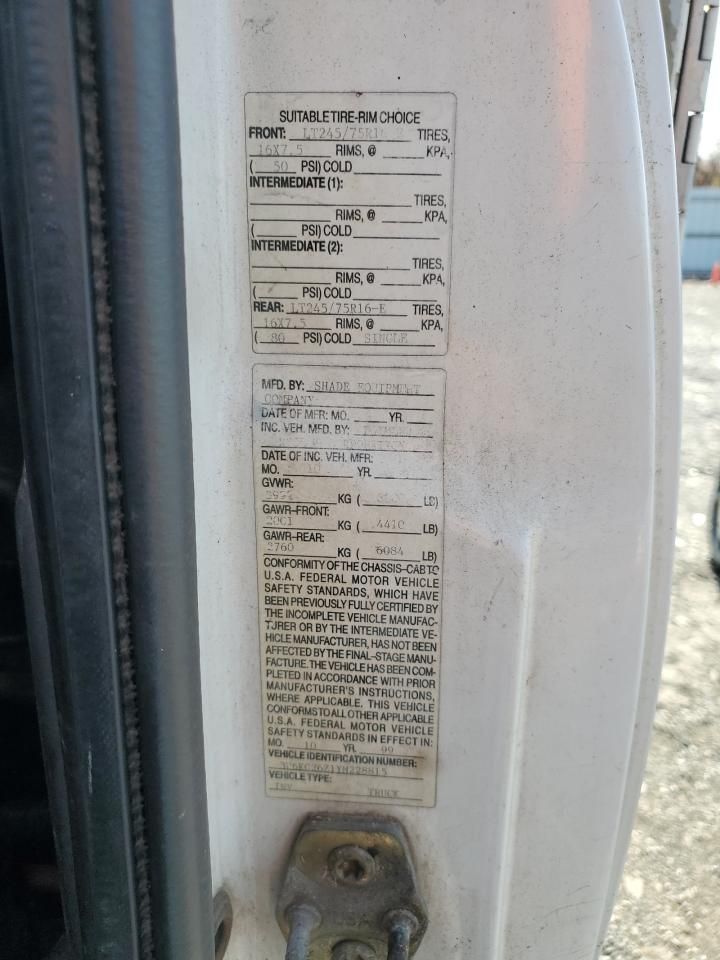 SUITABLE TIRE-RIM CHOICE
FRONT: LT245/75R16-E TIRES,
16X7.5 RIMS, @ KPA,
( 50 PSI) COLD
INTERMEDIATE (1):
TIRES,
RIMS, @ KPA,
( PSI) COLD
INTERMEDIATE (2):
TIRES,
RIMS, @ KPA,
( PSI) COLD
REAR: LT245/75R16-E TIRES,
16X7.5 RIMS, @ KPA,
( 80 PSI) COLD SINGLE
MFD. BY: SHADE EQUIPMENT
COMPANY
DATE OF MFR: MO. YR.
INC. VEH. MFD. BY:
DATE OF INC. VEH. MFR:
MO. 10 YR.
GVWR:
KG ( LB)
GAWR-FRONT:
2001 KG ( 4410 LB)
GAWR-REAR:
2760 KG ( 6084 LB)
CONFORMITY OF THE CHASSIS-CAB TO
U.S.A. FEDERAL MOTOR VEHICLE
SAFETY STANDARDS, WHICH HAVE
BEEN PREVIOUSLY FULLY CERTIFIED BY
THE INCOMPLETE VEHICLE MANUFAC-
TURER OR BY THE INTERMEDIATE VE-
HICLE MANUFACTURER, HAS NOT BEEN
AFFECTED BY THE FINAL-STAGE MANU-
FACTURE. THE VEHICLE HAS BEEN COM-
PLETED IN ACCORDANCE WITH PRIOR
MANUFACTURER'S INSTRUCTIONS,
WHERE APPLICABLE. THIS VEHICLE
CONFORMS TO ALL OTHER APPLICABLE
U.S.A. FEDERAL MOTOR VEHICLE
SAFETY STANDARDS IN EFFECT IN:
MO. 10 YR. 99
VEHICLE IDENTIFICATION NUMBER:
3B6KC26Z1YM228815
VEHICLE TYPE:
TRUCK